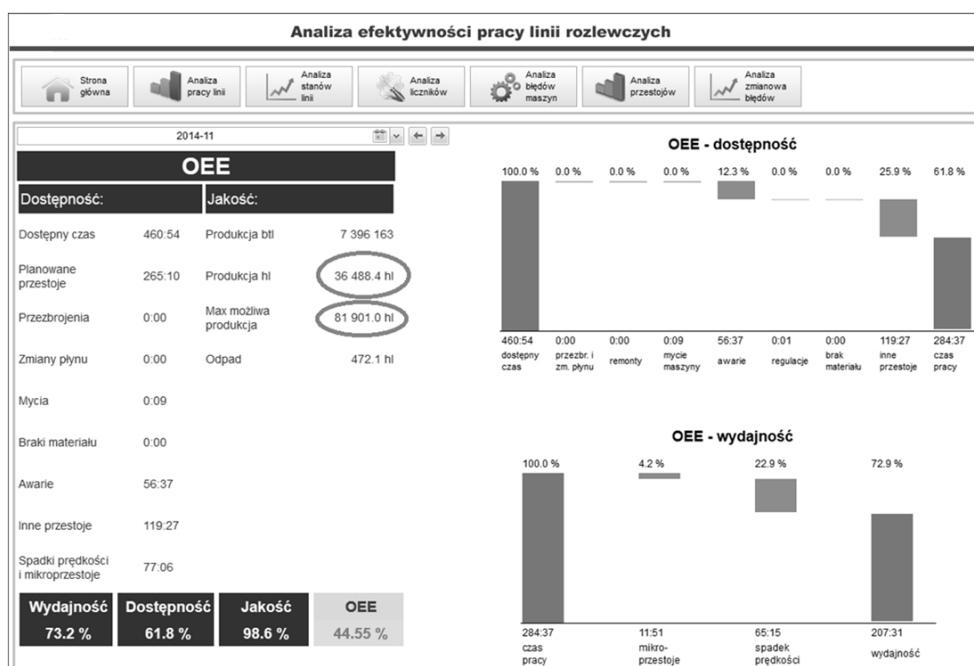 Analiza efektywności pracy linii rozlewczych
Strona
główna
Analiza
pracy linii
Analiza
stanów
linii
Analiza
liczników
Analiza
błędów
maszyn
Analiza
przestojów
Analiza
zmianowa
błędów
2014-11
OEE
Dostępność: Jakość:
Dostępny czas 460:54 Produkcja btl 7 396 163
Planowane
przestoje 265:10 Produkcja hl 36 488.4 hl
Przezbrojenia 0:00 Max możliwa
produkcja 81 901.0 hl
Zmiany płynu 0:00 Odpad 472.1 hl
Mycia 0:09
Braki materiału 0:00
Awarie 56:37
Inne przestoje 119:27
Spadki prędkości
i mikroprzestoje 77:06
Wydajność Dostępność Jakość OEE
73.2 % 61.8 % 98.6 % 44.55 %
OEE - dostępność
100.0 % 0.0 % 0.0 % 0.0 % 12.3 % 0.0 % 0.0 % 25.9 % 61.8 %
460:54 0:00 0:00 0:09 56:37 0:01 0:00 119:27 284:37
dostępny przezbr. i remonty mycie awarie regulacje brak inne czas
czas zm. płynu maszyny materiału przestoje pracy
OEE - wydajność
100.0 % 4.2 % 22.9 % 72.9 %
284:37 11:51 65:15 207:31
czas mikro- spadek wydajność
pracy przestoje prędkości